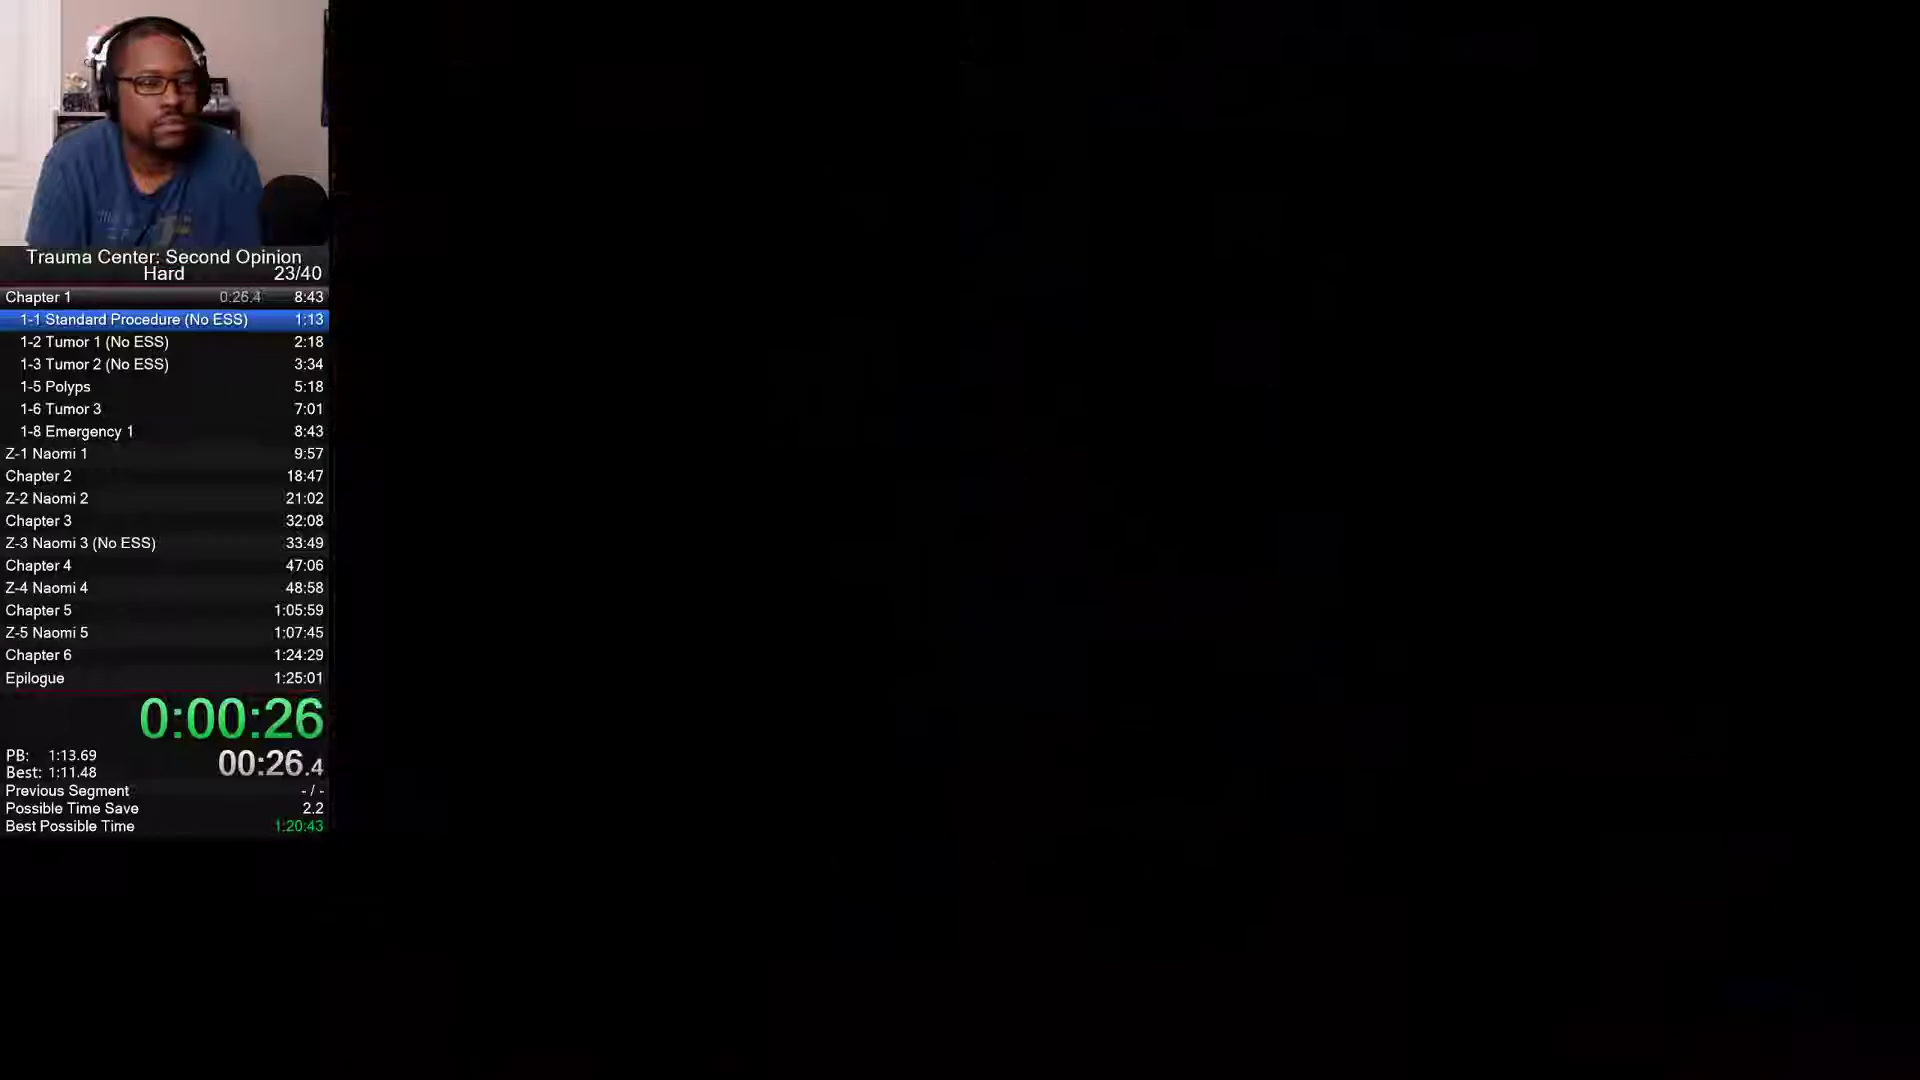 Trauma Center: Second Opinion
Hard 23/40
Chapter 1 0:26.4 8:43
1-1 Standard Procedure (No ESS) 1:13
1-2 Tumor 1 (No ESS) 2:18
1-3 Tumor 2 (No ESS) 3:34
1-5 Polyps 5:18
1-6 Tumor 3 7:01
1-8 Emergency 1 8:43
Z-1 Naomi 1 9:57
Chapter 2 18:47
Z-2 Naomi 2 21:02
Chapter 3 32:08
Z-3 Naomi 3 (No ESS) 33:49
Chapter 4 47:06
Z-4 Naomi 4 48:58
Chapter 5 1:05:59
Z-5 Naomi 5 1:07:45
Chapter 6 1:24:29
Epilogue 1:25:01
0:00:26
PB: 1:13.69 00:26.4
Best: 1:11.48
Previous Segment - / -
Possible Time Save 2.2
Best Possible Time 1:20:43